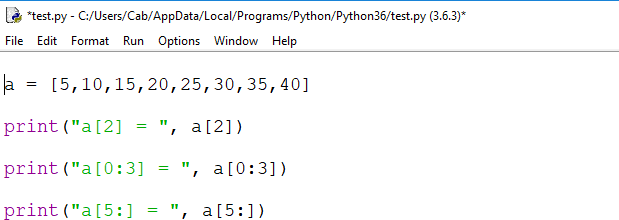 *test.py - C:/Users/Cab/AppData/Local/Programs/Python/Python36/test.py (3.6.3)*
File Edit Format Run Options Window Help
a = [5,10,15,20,25,30,35,40]
print("a[2] = ", a[2])
print("a[0:3] = ", a[0:3])
print("a[5:] = ", a[5:])